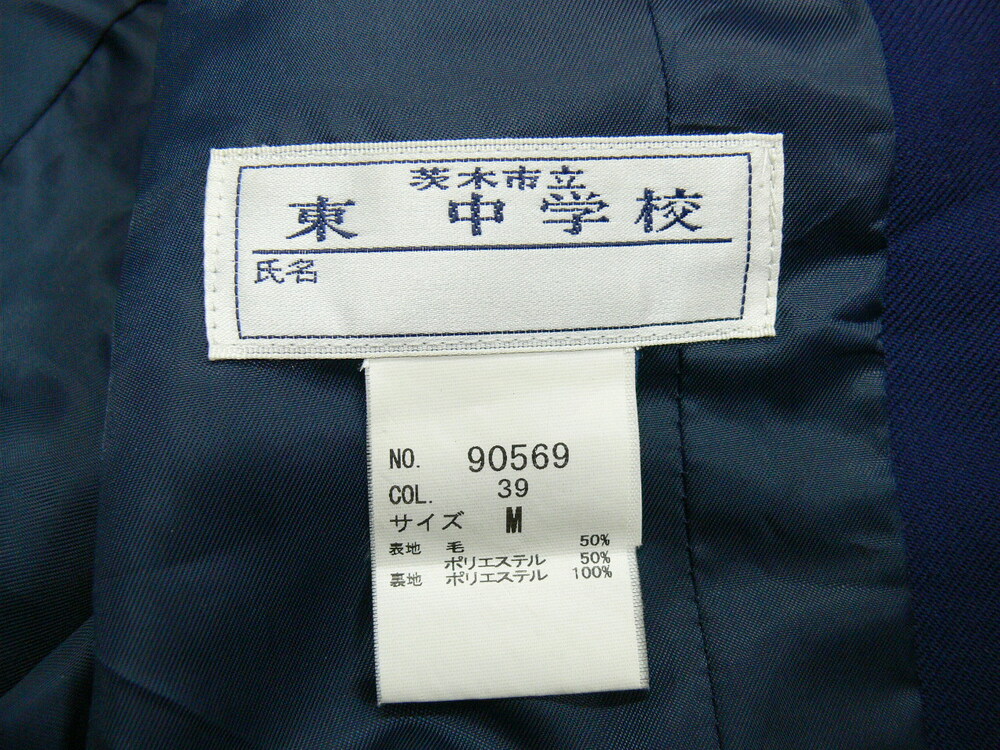 茨木市立
東 中学校
氏名
NO. 90569
COL. 39
サイズ M
表地 毛 50%
ポリエステル 50%
裏地 ポリエステル 100%